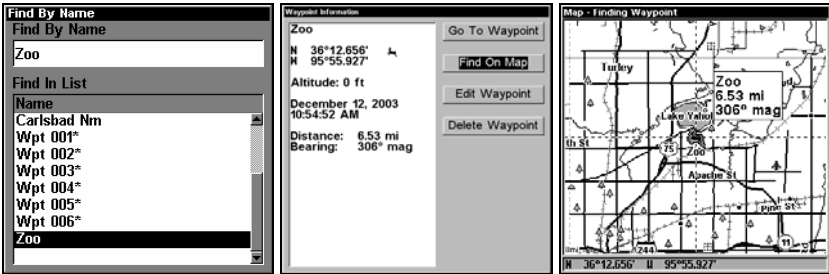 Find By Name
Find By Name
Zoo
Find In List
Name
Carlsbad Nm
Wpt 001*
Wpt 002*
Wpt 003*
Wpt 004*
Wpt 005*
Wpt 006*
Zoo
Waypoint Information
Zoo
N 36°12.656'
W 95°55.927'
Altitude: 0 ft
December 12, 2003
10:54:52 AM
Distance: 6.53 mi
Bearing: 306° mag
Go To Waypoint
Find On Map
Edit Waypoint
Delete Waypoint
Map - Finding Waypoint
Turley
Zoo
6.53 mi
306° mag
Lake Yahol
th St
75
Zoo
Apache St
Pine St
244
11
N 36°12.656' W 95°55.927'